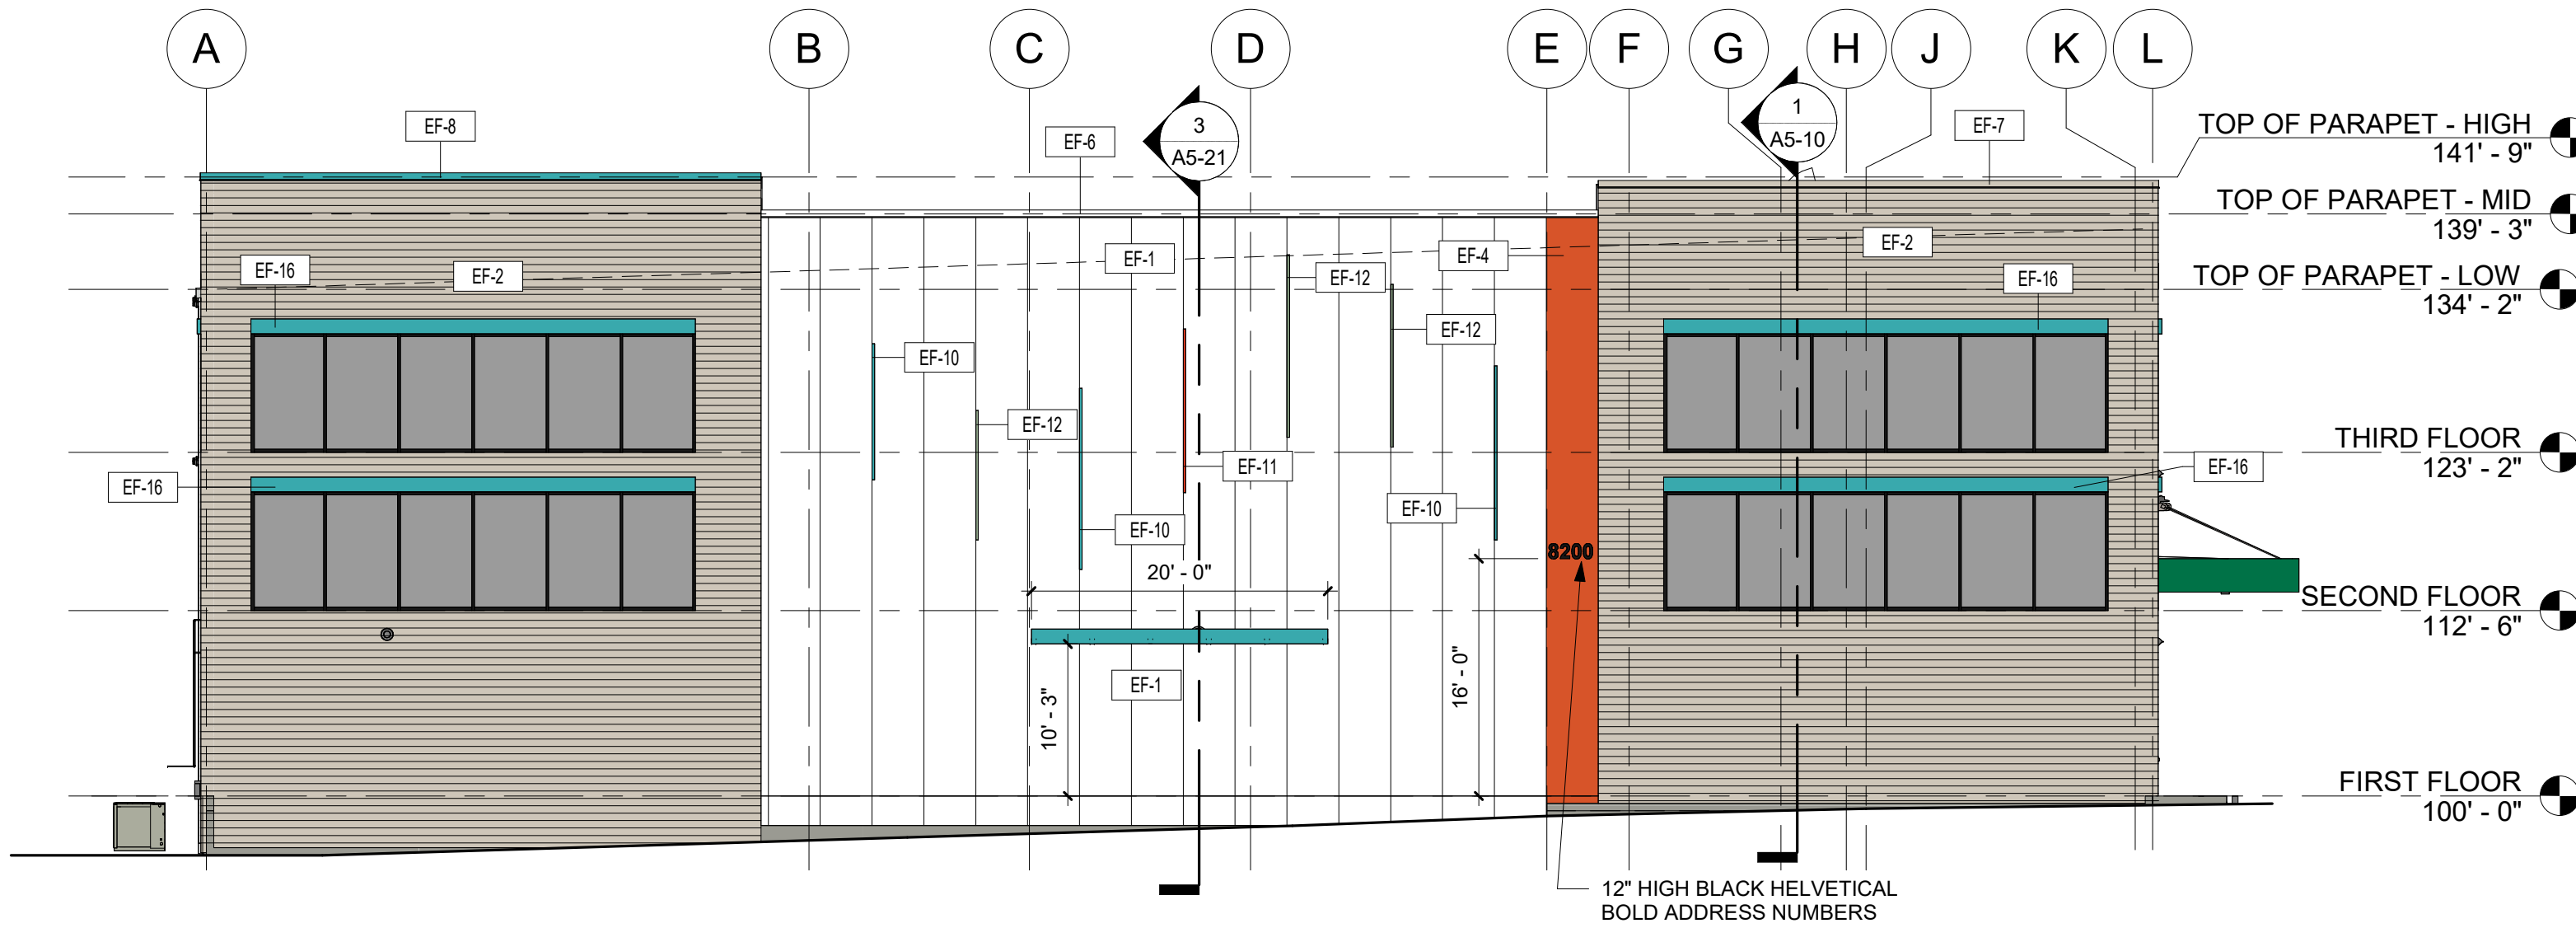 A
B
C
D
E
F
G
H
J
K
L
EF-8
EF-6
3
A5-21
1
A5-10
EF-7
TOP OF PARAPET - HIGH
141' - 9"
TOP OF PARAPET - MID
139' - 3"
EF-16
EF-2
EF-1
EF-4
EF-2
EF-12
EF-16
TOP OF PARAPET - LOW
134' - 2"
EF-10
EF-12
EF-12
EF-11
THIRD FLOOR
123' - 2"
EF-16
EF-16
EF-10
EF-10
8200
20' - 0"
SECOND FLOOR
112' - 6"
EF-1
10' - 3"
16' - 0"
FIRST FLOOR
100' - 0"
12" HIGH BLACK HELVETICAL
BOLD ADDRESS NUMBERS